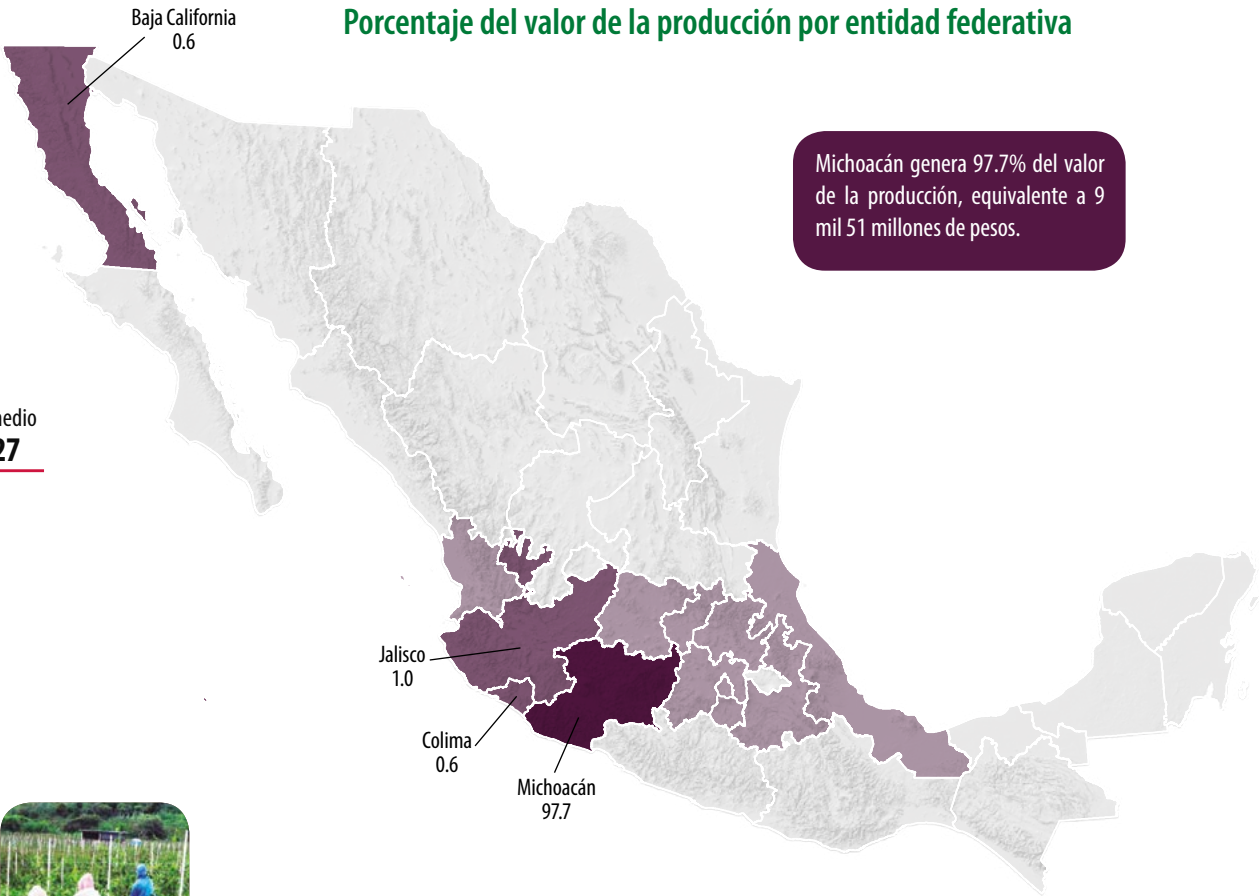 Porcentaje del valor de la producción por entidad federativa
Baja California
0.6
Michoacán genera 97.7% del valor
de la producción, equivalente a 9
mil 51 millones de pesos.
27
Jalisco
1.0
Colima
0.6
Michoacán
97.7